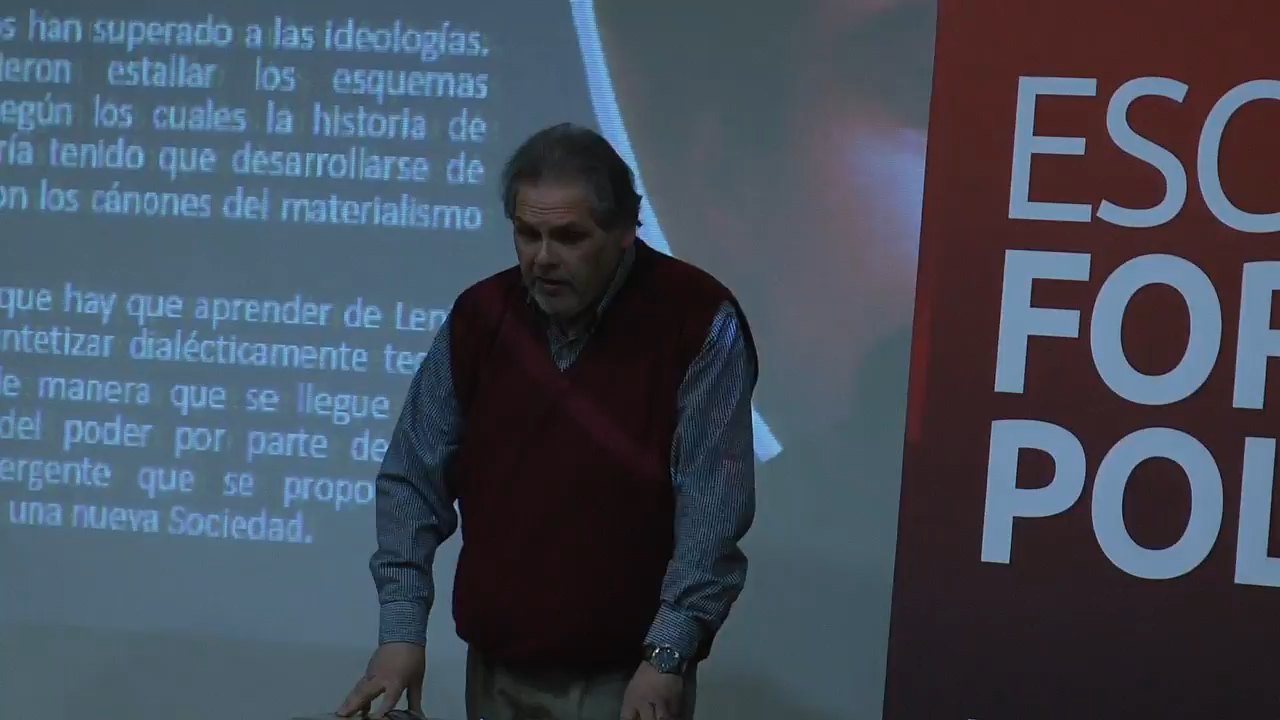 s han superado a las ideologías.
ieron estallar los esquemas
egún los cuales la historia de
ría tenido que desarrollarse de
on los cánones del materialismo
que hay que aprender de Len
ntetizar dialécticamente te
de manera que se llegue
del poder por parte de
ergente que se propo
una nueva Sociedad.
ESC
FOR
POL